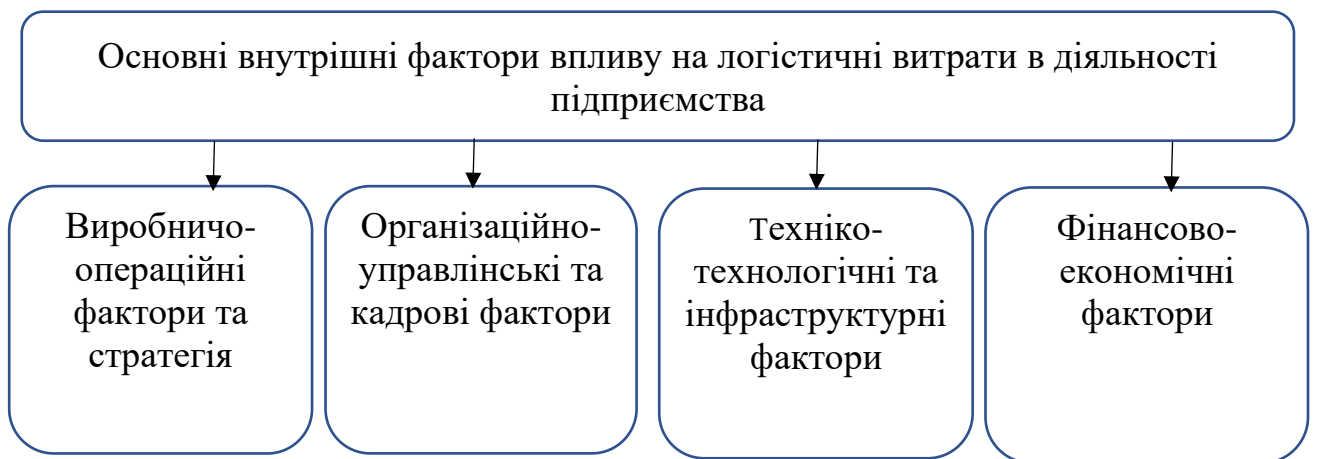 Основні внутрішні фактори впливу на логістичні витрати в діяльності
підприємства
Виробничо-
операційні
фактори та
стратегія
Організаційно-
управлінські та
кадрові фактори
Техніко-
технологічні та
інфраструктурні
фактори
Фінансово-
економічні
фактори